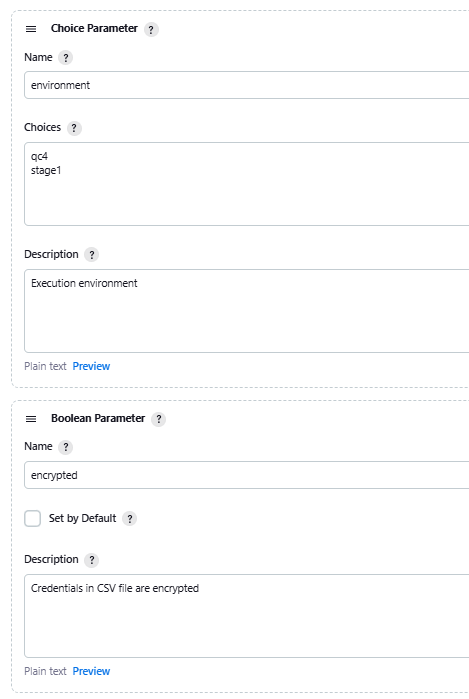 Choice Parameter ?
Name ?
environment
Choices ?
qc4
stage1
Description ?
Execution environment
Plain text Preview
Boolean Parameter ?
Name ?
encrypted
Set by Default ?
Description ?
Credentials in CSV file are encrypted
Plain text Preview